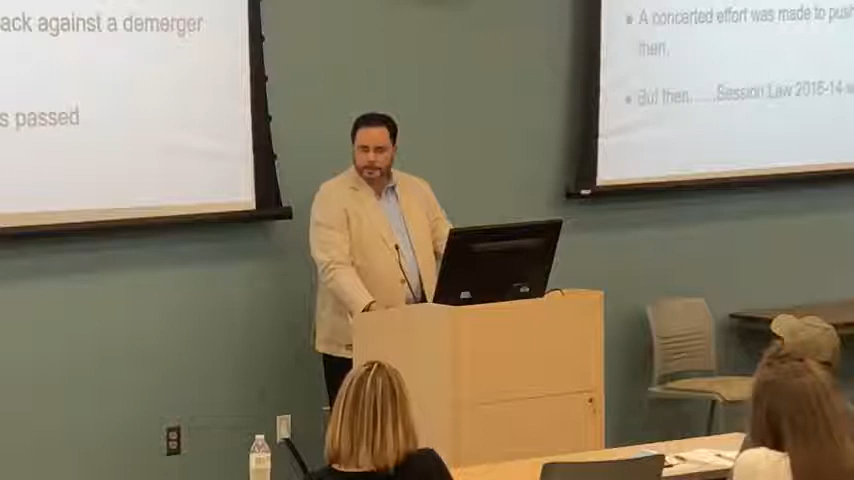 ack against a demerger
s passed
• A concerted effort was made to push
then,
• But then......Session Law 2016-14 w